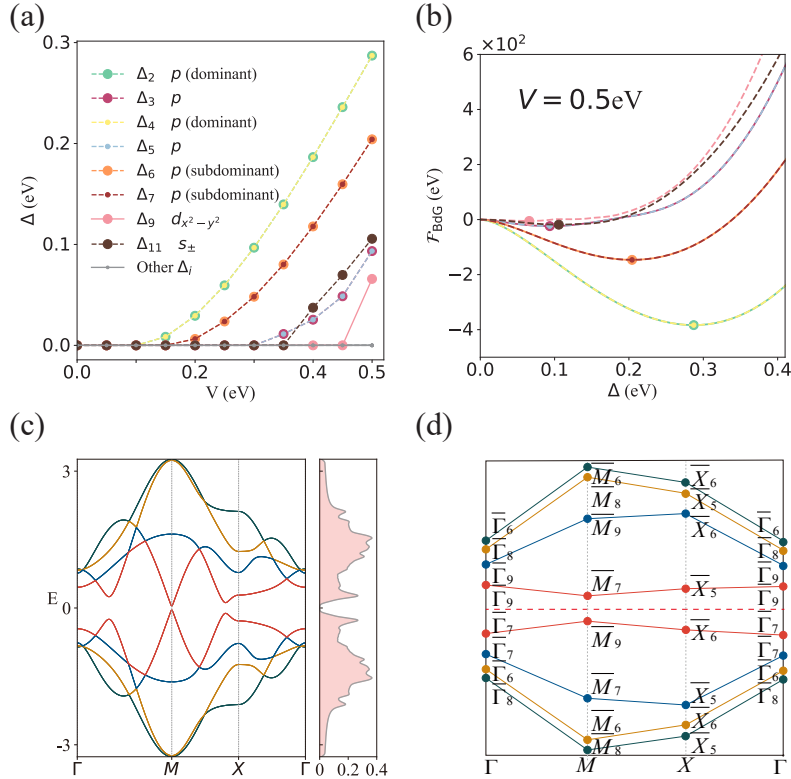 (a)
0.3
0.2
0.1
0.0
Δ (eV)
Δ₂ p (dominant)
Δ₃ p
Δ₄ p (dominant)
Δ₅ p
Δ₆ p (subdominant)
Δ₇ p (subdominant)
Δ₉ dₓ²₋ᵧ²
Δ₁₁ s±
Other Δᵢ
0.0 0.1 0.2 0.3 0.4 0.5
V (eV)
(b)
×10²
6
4
2
0
−2
−4
ℱ_BdG
V = 0.5eV
0.0 0.1 0.2 0.3 0.4
Δ (eV)
(c)
3
0
-3
E
Γ M X Γ
0 0.2 0.4
(d)
M̅₆ X̅₆
M̅₈ X̅₅
Γ̅₆ M̅₉ X̅₆ Γ̅₆
Γ̅₈ Γ̅₈
Γ̅₉ M̅₇ X̅₅ Γ̅₉
Γ̅₉ Γ̅₉
Γ̅₇ M̅₉ X̅₆ Γ̅₇
Γ̅₇ Γ̅₇
Γ̅₆ M̅₇ X̅₅ Γ̅₆
Γ̅₈ M̅₆ X̅₆ Γ̅₈
M̅₈ X̅₅
Γ M X Γ